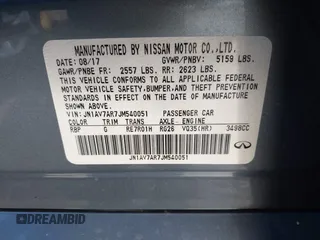 MANUFACTURED BY NISSAN MOTOR CO.,LTD.
DATE: 08/17 GVWR/PNBV: 5159 LBS.
GAWR/PNBE FR: 2557 LBS. RR: 2623 LBS.
THIS VEHICLE CONFORMS TO ALL APPLICABLE FEDERAL
MOTOR VEHICLE SAFETY,BUMPER,AND THEFT
PREVENTION STANDARDS IN EFFECT ON THE DATE OF MANUFACTURE
SHOWN ABOVE.
V.I.N.: JN1AV7AR7JM540051 PASSENGER CAR
COLOR TRIM TRANS AXLE ENGINE
RBP G RE7R01H RG26 VQ35(HR) 3498CC
JN1AV7AR7JM540051
INFINITI
DREAMBID